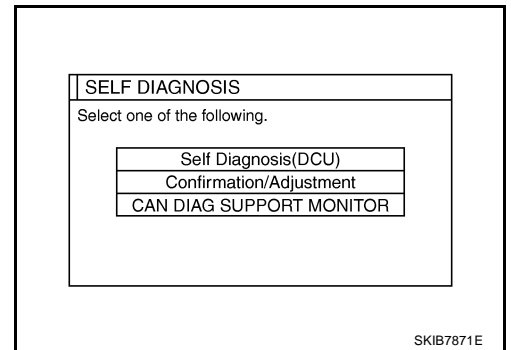 SELF DIAGNOSIS
Select one of the following.
Self Diagnosis(DCU)
Confirmation/Adjustment
CAN DIAG SUPPORT MONITOR
SKIB7871E